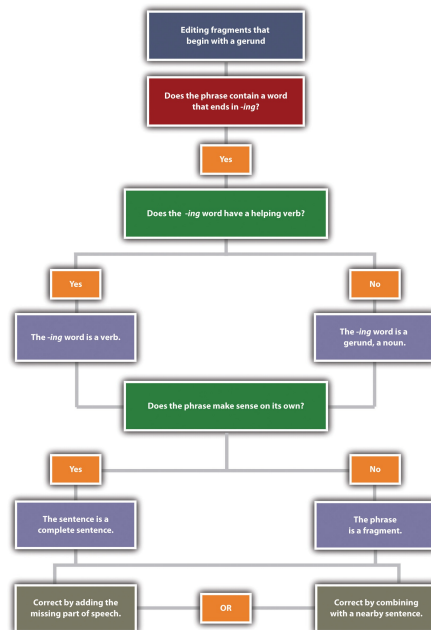 Editing fragments that
begin with a gerund
Does the phrase contain a word
that ends in -ing?
Yes
Does the -ing word have a helping verb?
Yes
No
The -ing word is a verb.
The -ing word is a
gerund, a noun.
Does the phrase make sense on its own?
Yes
No
The sentence is a
complete sentence.
The phrase
is a fragment.
Correct by adding the
missing part of speech.
OR
Correct by combining
with a nearby sentence.